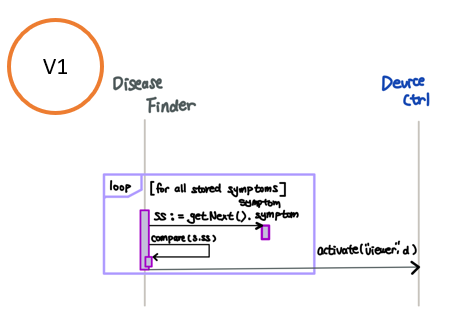 V1
Disease
Finder
Device
Ctrl
loop
[for all stored symptoms]
symptom
ss := getNext().symptom
compare(s.ss)
activate("viewer".d)